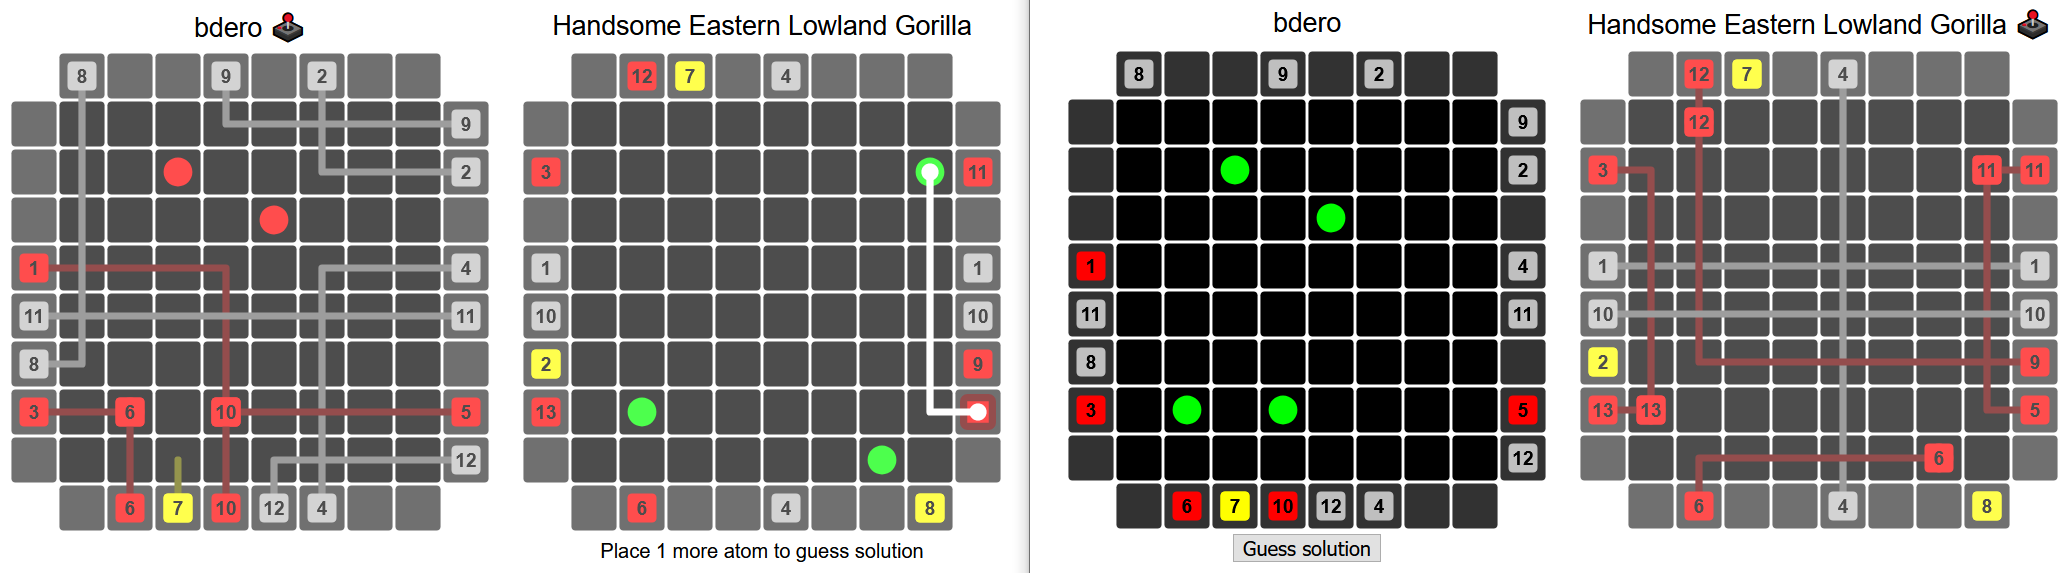 bdero
8 9 2
9
2
1 4
11 11
8
3 6 10 5
12
6 7 10 12 4
Handsome Eastern Lowland Gorilla
12 7 4
3 11
1 1
10 10
2 9
13
6 4 8
Place 1 more atom to guess solution
bdero
8 9 2
9
2
1 4
11 11
8
3 5
12
6 7 10 12 4
Guess solution
Handsome Eastern Lowland Gorilla
12 7 4
12
3 11 11
1 1
10 10
2 9
13 13 5
6
6 4 8